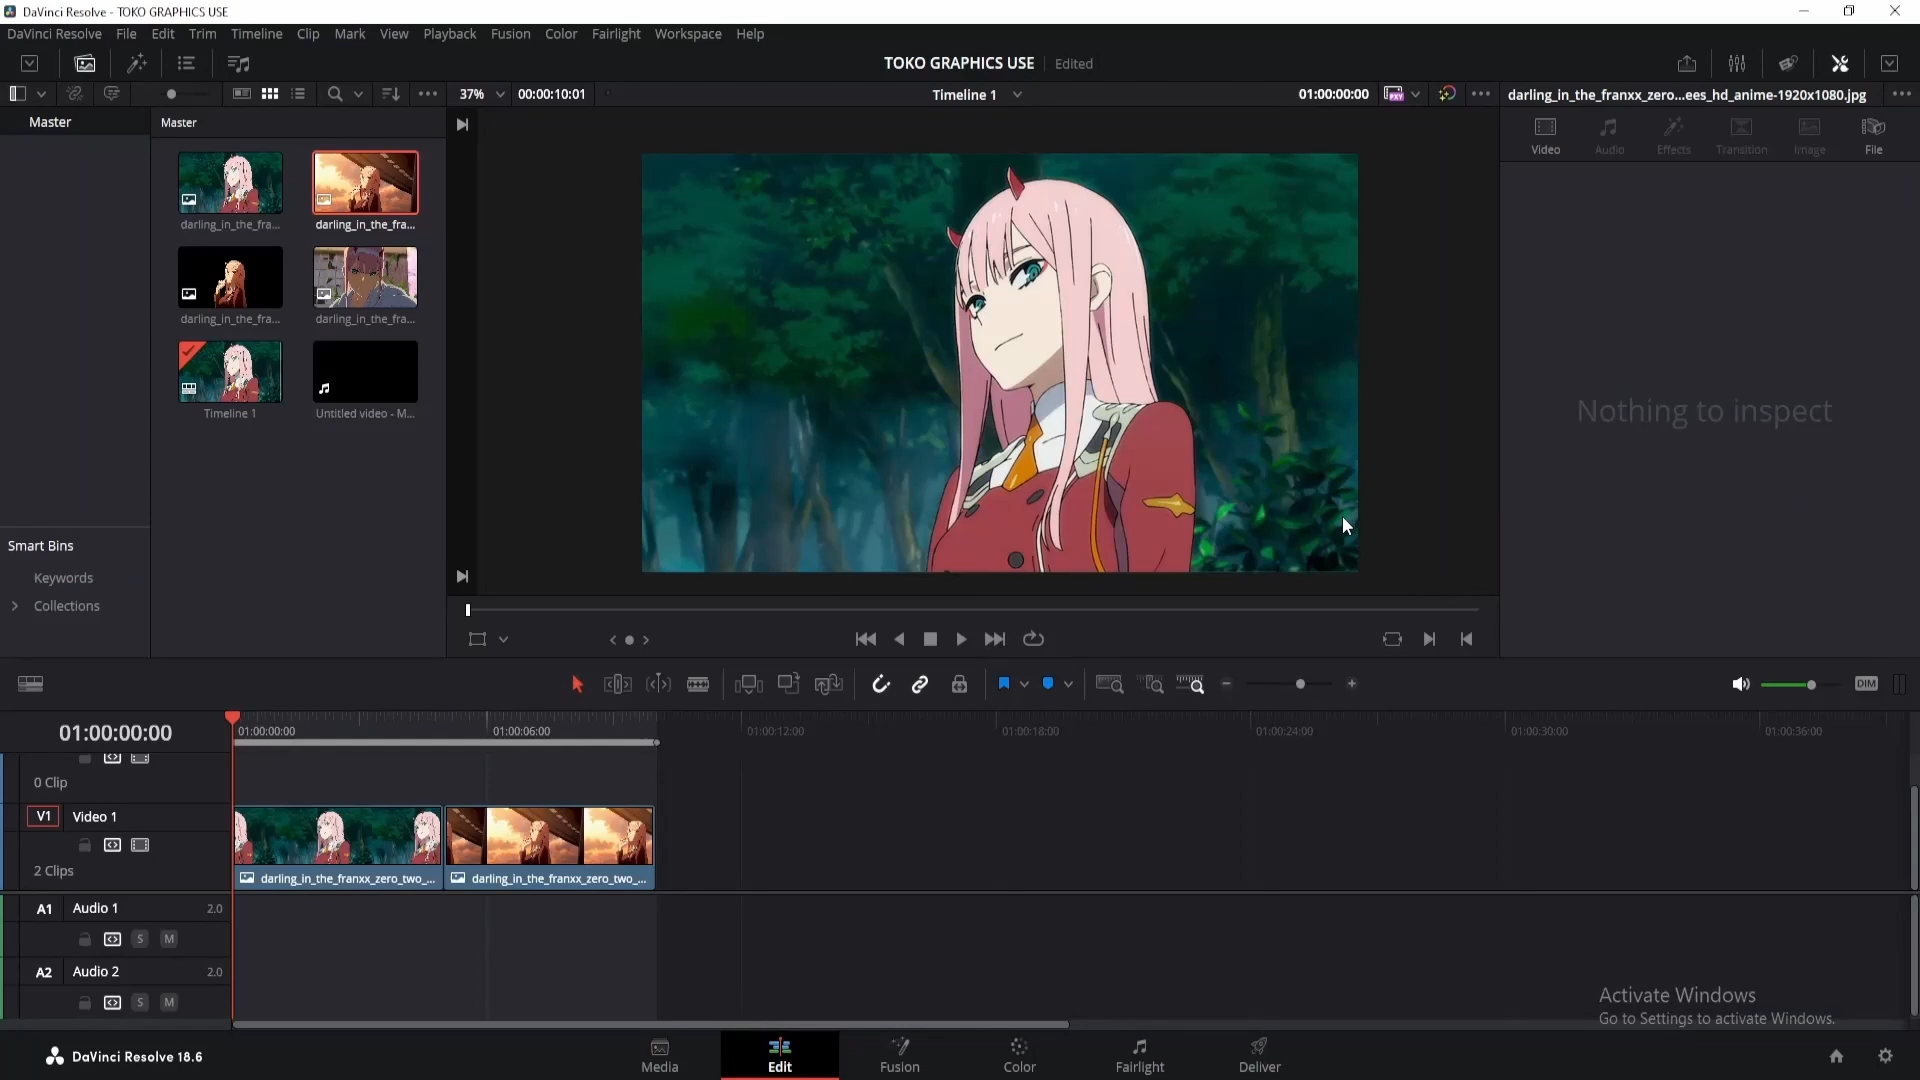 DaVinci Resolve - TOKO GRAPHICS USE
DaVinci Resolve File Edit Trim Timeline Clip Mark View Playback Fusion Color Fairlight Workspace Help
TOKO GRAPHICS USE Edited
37% 00:00:10:01 Timeline 1 01:00:00:00 PXY darling_in_the_franxx_zero...ees_hd_anime-1920x1080.jpg
Master
Master
Video Audio Effects Transition Image File
darling_in_the_fra... darling_in_the_fra...
darling_in_the_fra... darling_in_the_fra...
Timeline 1 Untitled video - M...
Nothing to inspect
Smart Bins
Keywords
Collections
DIM
01:00:00:00
01:00:00:00 01:00:06:00 01:00:12:00 01:00:18:00 01:00:24:00 01:00:30:00 01:00:36:00
0 Clip
V1 Video 1
2 Clips
darling_in_the_franxx_zero_two_... darling_in_the_franxx_zero_two_...
A1 Audio 1 2.0
S M
A2 Audio 2 2.0
S M
Activate Windows
Go to Settings to activate Windows.
DaVinci Resolve 18.6
Media Edit Fusion Color Fairlight Deliver